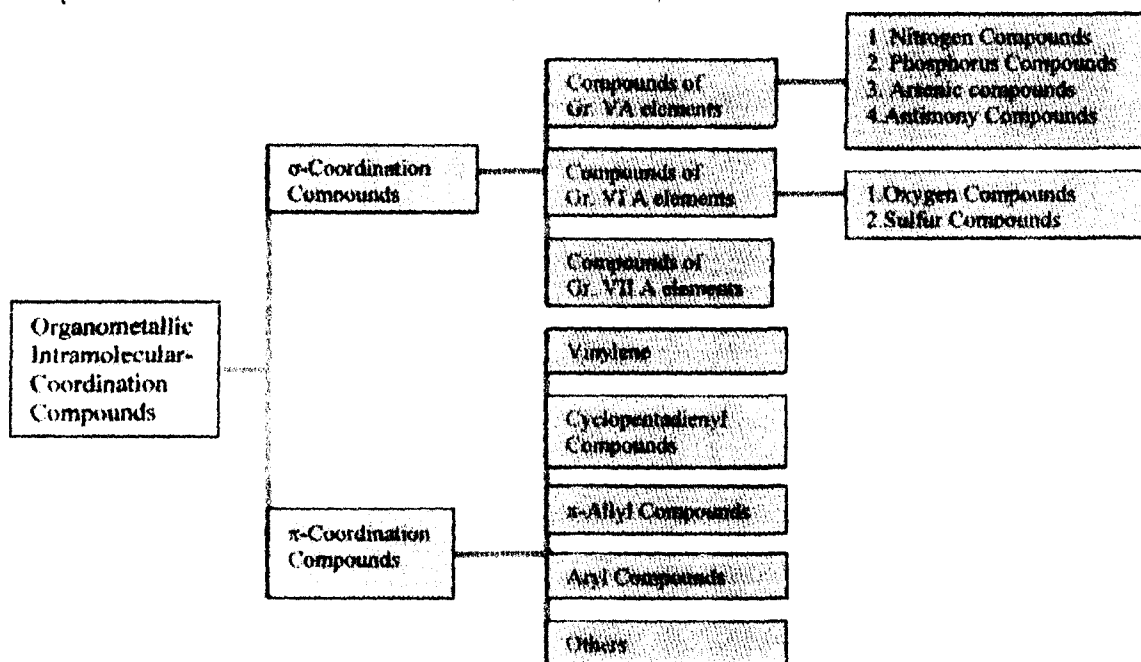 Organometallic
Intramolecular-
Coordination
Compounds
σ-Coordination
Compounds
Compounds of
Gr. VA elements
1 Nitrogen Compounds
2. Phosphorus Compounds
3. Arsenic compounds
4.Antimony Compounds
Compounds of
Gr. VI A elements
1.Oxygen Compounds
2.Sulfur Compounds
Compounds of
Gr. VII A elements
π-Coordination
Compounds
Vinylene
Cyclopentadienyl
Compounds
π-Allyl Compounds
Aryl Compounds
Others